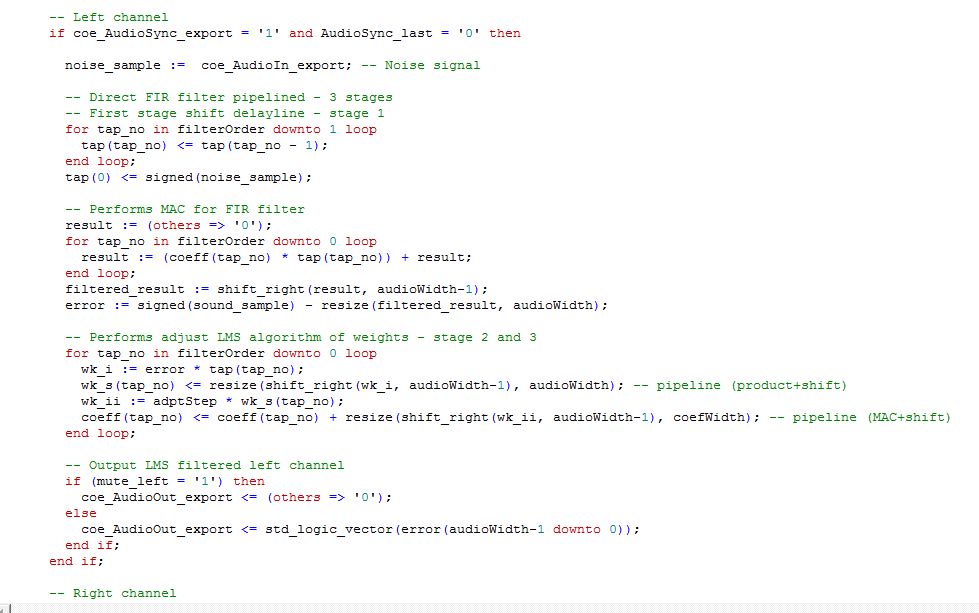 -- Left channel
if coe_AudioSync_export = '1' and AudioSync_last = '0' then
noise_sample :=  coe_AudioIn_export; -- Noise signal
-- Direct FIR filter pipelined - 3 stages
-- First stage shift delayline - stage 1
for tap_no in filterOrder downto 1 loop
tap(tap_no) <= tap(tap_no - 1);
end loop;
tap(0) <= signed(noise_sample);
-- Performs MAC for FIR filter
result := (others => '0');
for tap_no in filterOrder downto 0 loop
result := (coeff(tap_no) * tap(tap_no)) + result;
end loop;
filtered_result := shift_right(result, audioWidth-1);
error := signed(sound_sample) - resize(filtered_result, audioWidth);
-- Performs adjust LMS algorithm of weights - stage 2 and 3
for tap_no in filterOrder downto 0 loop
wk_i := error * tap(tap_no);
wk_s(tap_no) <= resize(shift_right(wk_i, audioWidth-1), audioWidth); -- pipeline (product+shift)
wk_ii := adptStep * wk_s(tap_no);
coeff(tap_no) <= coeff(tap_no) + resize(shift_right(wk_ii, audioWidth-1), coefWidth); -- pipeline (MAC+shift)
end loop;
-- Output LMS filtered left channel
if (mute_left = '1') then
coe_AudioOut_export <= (others => '0');
else
coe_AudioOut_export <= std_logic_vector(error(audioWidth-1 downto 0));
end if;
end if;
-- Right channel